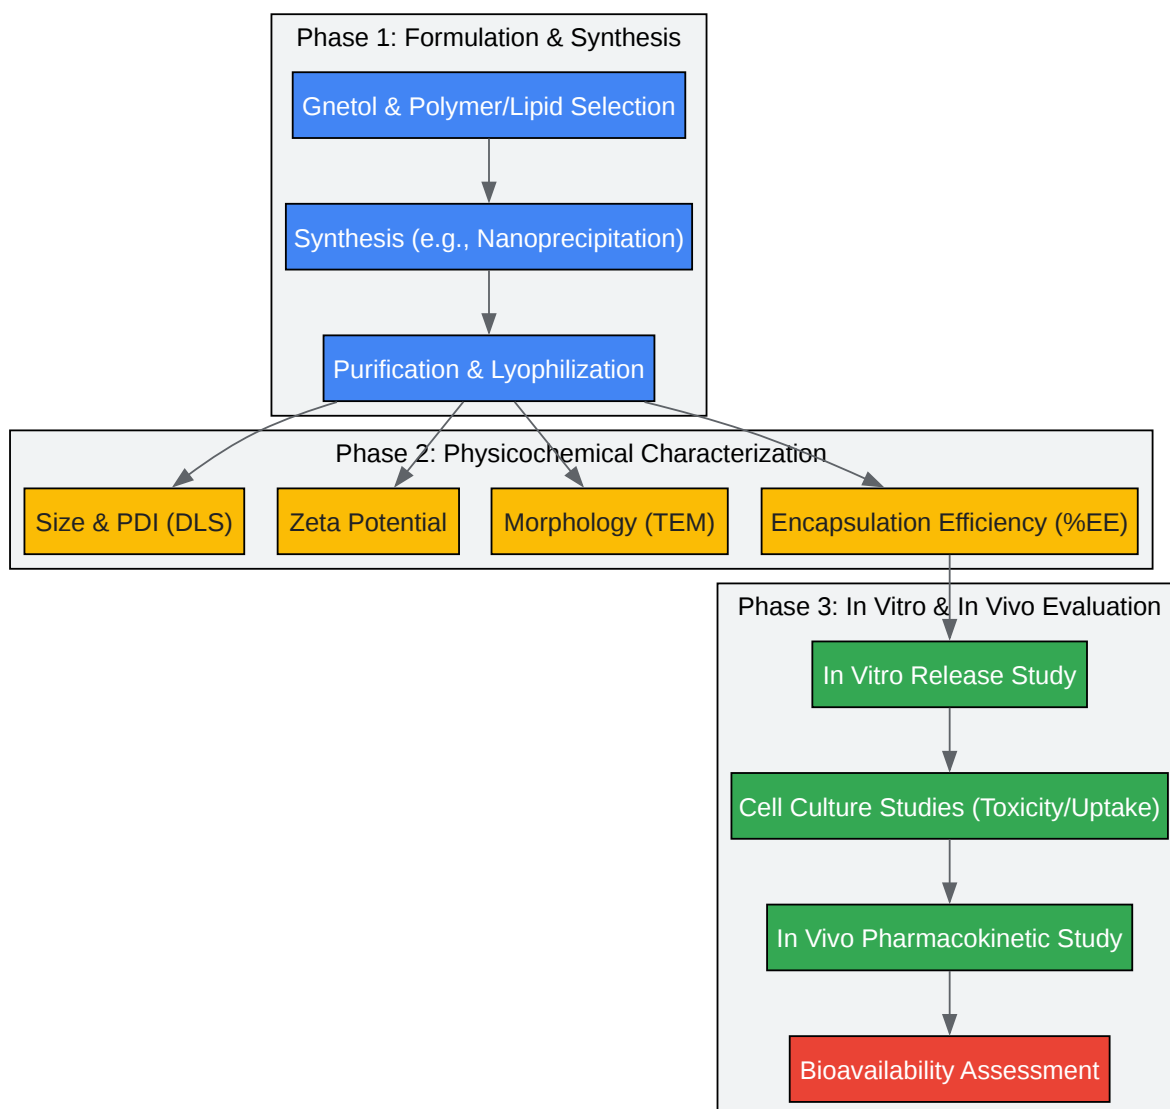 Phase 1: Formulation & Synthesis
Gnetol & Polymer/Lipid Selection
Synthesis (e.g., Nanoprecipitation)
Purification & Lyophilization
Phase 2: Physicochemical Characterization
Size & PDI (DLS)
Zeta Potential
Morphology (TEM)
Encapsulation Efficiency (%EE)
Phase 3: In Vitro & In Vivo Evaluation
In Vitro Release Study
Cell Culture Studies (Toxicity/Uptake)
In Vivo Pharmacokinetic Study
Bioavailability Assessment